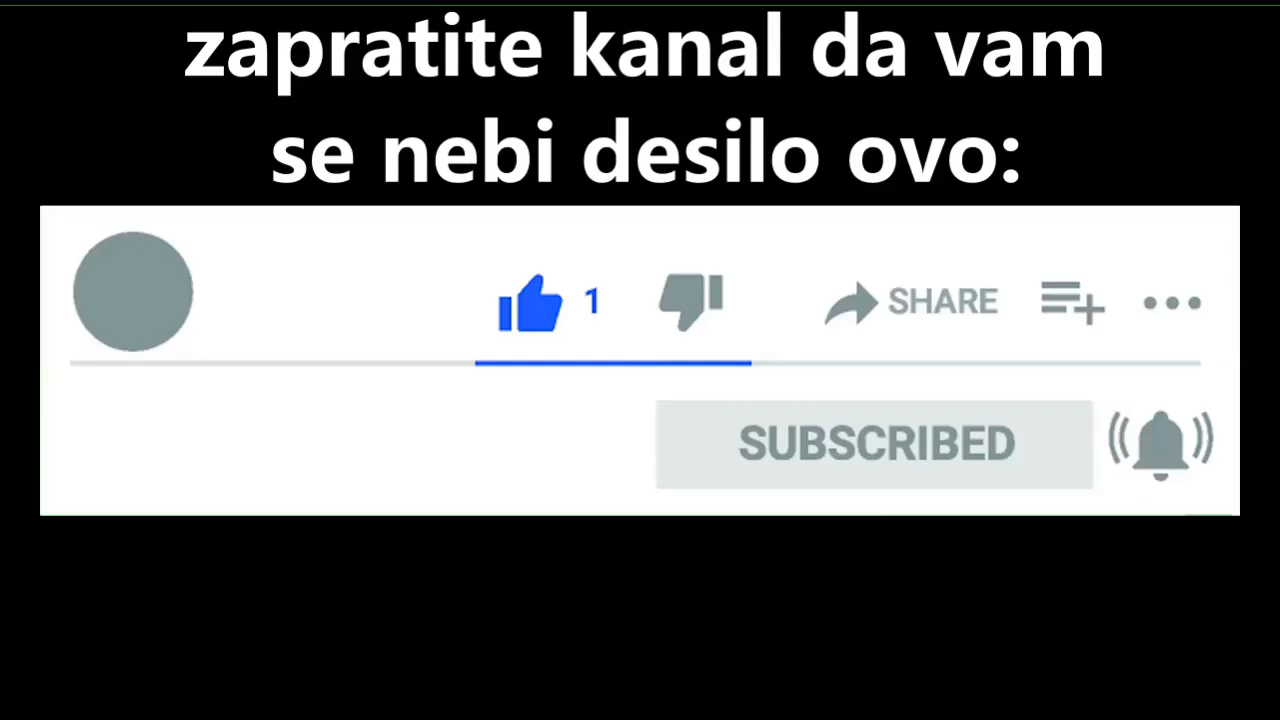 zapratite kanal da vam
se nebi desilo ovo:
1
SHARE
SUBSCRIBED